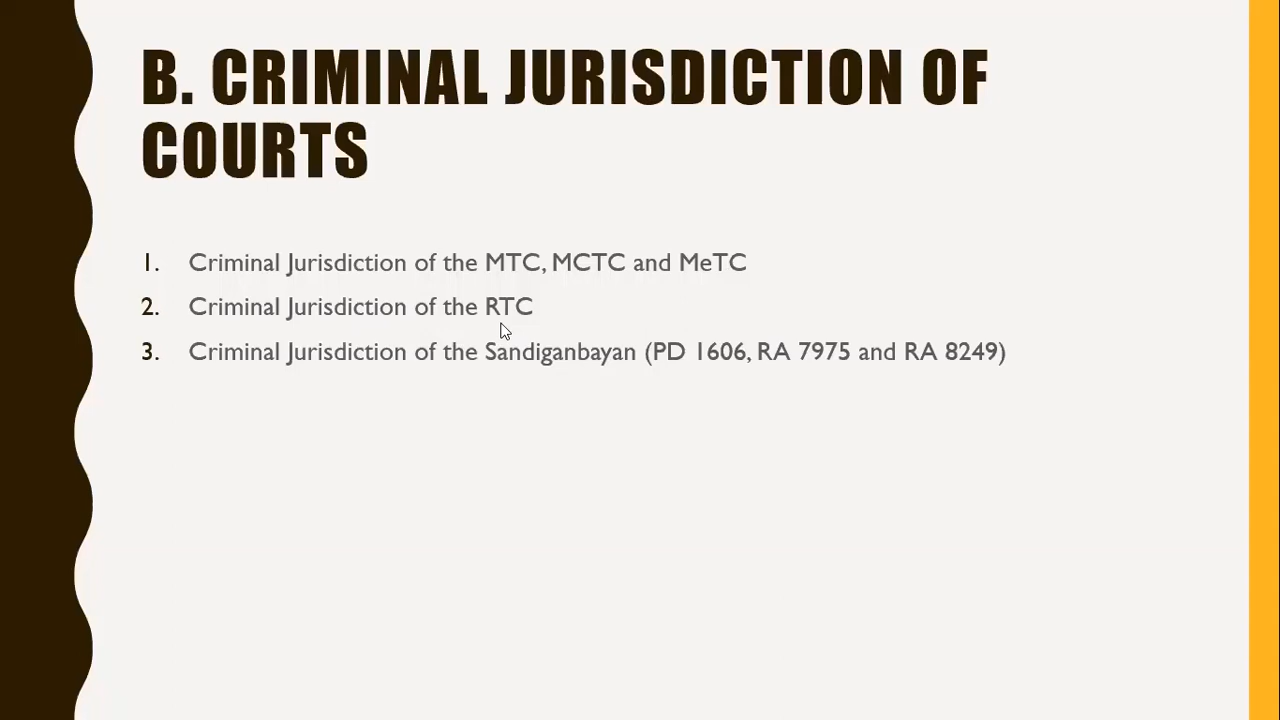 B. CRIMINAL JURISDICTION OF
COURTS
1. Criminal Jurisdiction of the MTC, MCTC and MeTC
2. Criminal Jurisdiction of the RTC
3. Criminal Jurisdiction of the Sandiganbayan (PD 1606, RA 7975 and RA 8249)